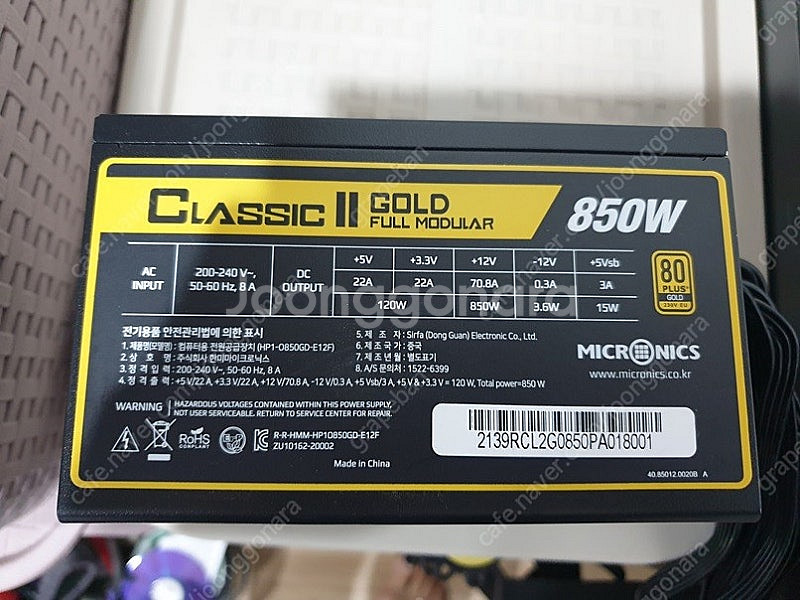 CLASSIC II GOLD FULL MODULAR 850W
AC INPUT 200-240 V~, 50-60 Hz, 8 A DC OUTPUT +5V +3.3V +12V -12V +5Vsb
22A 22A 70.8A 0.3A 3A
120W 850W 3.6W 15W
80 PLUS GOLD 230V EU
전기용품 안전관리법에 의한 표시
1. 제품명(모델명) : 컴퓨터용 전원공급장치 (HP1-O850GD-E12F)
2. 상 호 명 : 주식회사 한미마이크로닉스
3. 정 격 입 력 : 200-240 V~, 50-60 Hz, 8 A
4. 정 격 출 력 : +5 V/22 A, +3.3 V/22 A, +12 V/70.8 A, -12 V/0.3 A, +5 Vsb/3 A, +5 V & +3.3 V = 120 W, Total power=850 W
5. 제 조 자 : Sirfa (Dong Guan) Electronic Co., Ltd.
6. 제 조 국 가 : 중국
7. 제 조 년 월 : 별도표기
8. A/S 문의처 : 1522-6399
MICRONICS
www.micronics.co.kr
WARNING HAZARDOUS VOLTAGES CONTAINED WITHIN THIS POWER SUPPLY,
NOT USER SERVICEABLE. RETURN TO SERVICE CENTER FOR REPAIR.
RoHS COMPLIANT
R-R-HMM-HP1O850GD-E12F
ZU10162-20002
Made in China
2139RCL2G0850PA018001
40.85012.0020B A
Joonggonara
cafe.naver.com/joonggonara